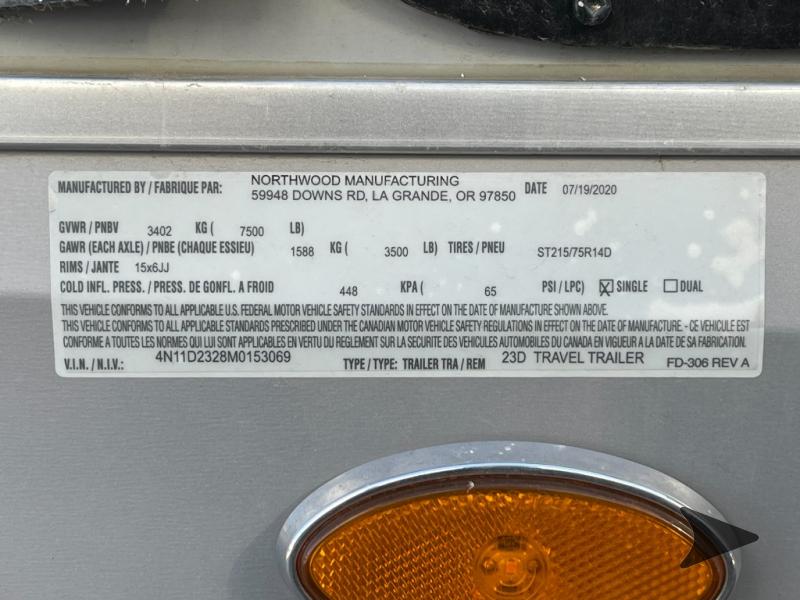 MANUFACTURED BY / FABRIQUE PAR: NORTHWOOD MANUFACTURING DATE 07/19/2020
59948 DOWNS RD, LA GRANDE, OR 97850
GVWR / PNBV 3402 KG ( 7500 LB)
GAWR (EACH AXLE) / PNBE (CHAQUE ESSIEU) 1588 KG ( 3500 LB) TIRES / PNEU ST215/75R14D
RIMS / JANTE 15x6JJ
COLD INFL. PRESS. / PRESS. DE GONFL. A FROID 448 KPA ( 65 PSI / LPC) X SINGLE DUAL
THIS VEHICLE CONFORMS TO ALL APPLICABLE U.S. FEDERAL MOTOR VEHICLE SAFETY STANDARDS IN EFFECT ON THE DATE OF MANUFACTURE SHOWN ABOVE.
THIS VEHICLE CONFORMS TO ALL APPLICABLE STANDARDS PRESCRIBED UNDER THE CANADIAN MOTOR VEHICLE SAFETY REGULATIONS IN EFFECT ON THE DATE OF MANUFACTURE. - CE VEHICULE EST
CONFORME A TOUTES LES NORMES QUI LUI SONT APPLICABLES EN VERTU DU REGLEMENT SUR LA SECURITE DES VEHICULES AUTOMOBILES DU CANADA EN VIGUEUR A LA DATE DE SA FABRICATION.
V.I.N. / N.I.V.: 4N11D2328M0153069 TYPE / TYPE: TRAILER TRA / REM 23D TRAVEL TRAILER FD-306 REV A